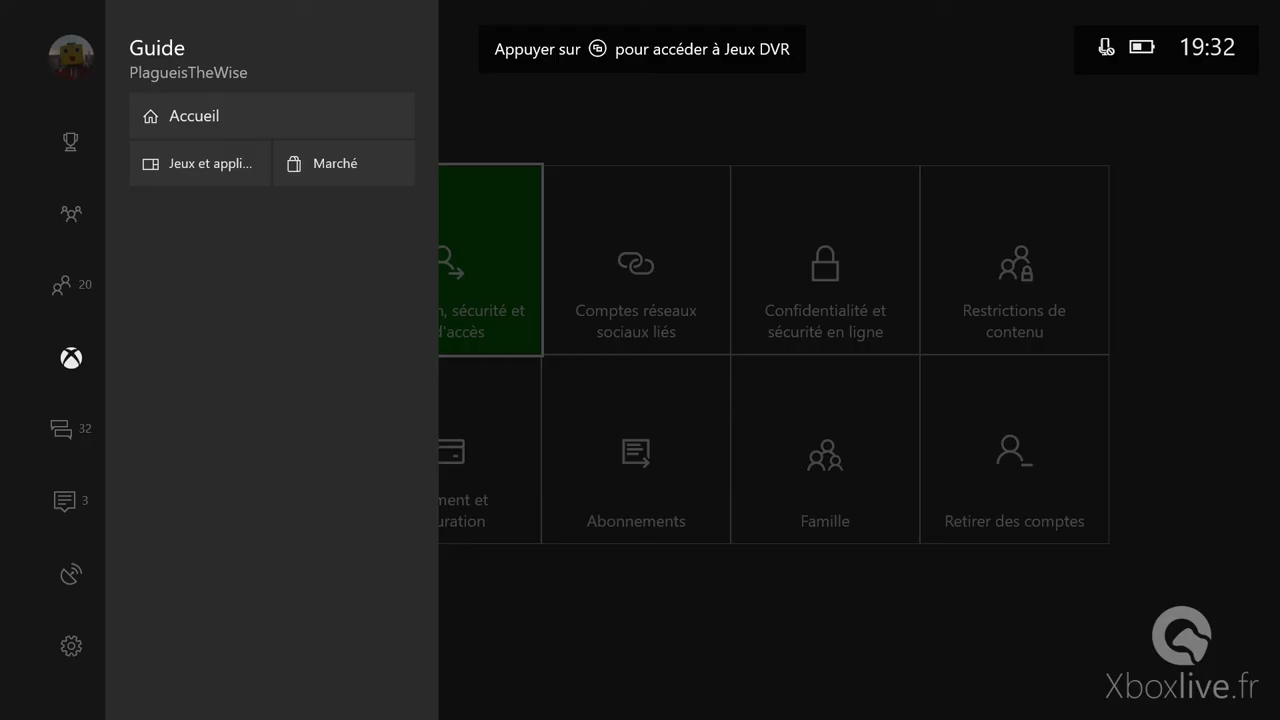 Guide
PlagueisTheWise
Accueil
Jeux et appli...
Marché
Appuyer sur pour accéder à Jeux DVR
19:32
20
32
3
sécurité et
d'accès
Comptes réseaux
sociaux liés
Confidentialité et
sécurité en ligne
Restrictions de
contenu
et
Abonnements
Famille
Retirer des comptes
Xboxlive.fr